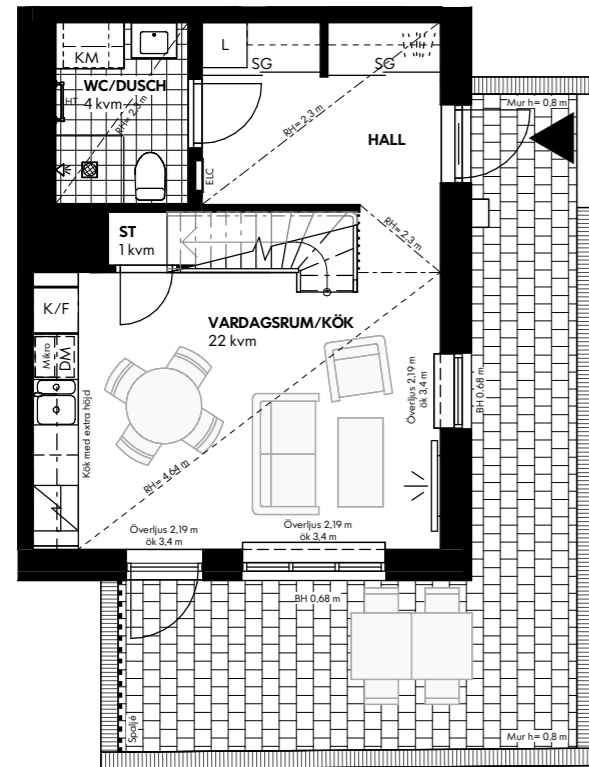 L
SG
SG
KM
WC/DUSCH
4 kvm
HT
RH= 2,3 m
RH= 2,3 m
HALL
ELC
Mur h= 0,8 m
ST
1 kvm
RH= 2,3 m
K/F
VARDAGSRUM/KÖK
22 kvm
Mikro
DM
Kök med extra höjd
RH= 4,64 m
Överljus 2,19 m
ök 3,4 m
BH 0,68 m
Överljus 2,19 m
ök 3,4 m
Överljus 2,19 m
ök 3,4 m
BH 0,68 m
Spaljé
Mur h= 0,8 m